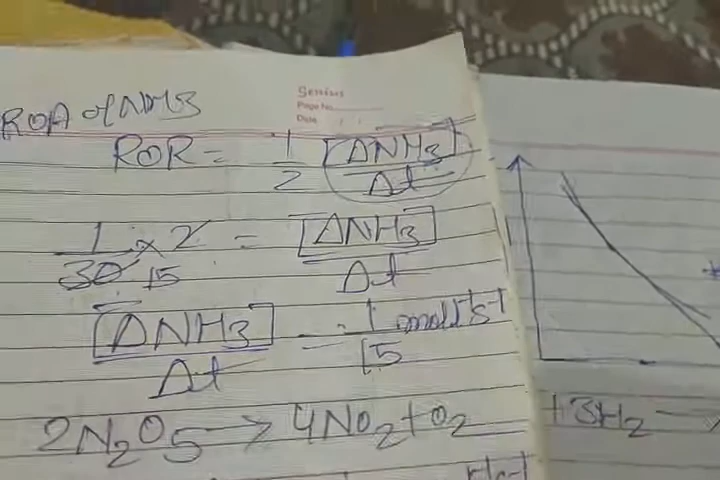 Senious
Page No.
Date / /
ROA of NH3
ROR = 1/2 [ΔNH3]/Δt
1/30 15 x 2 = [ΔNH3]/Δt
[ΔNH3]/Δt = 1/15 mol L-1 s-1
2N2O5 → 4NO2 + O2
+3H2 →